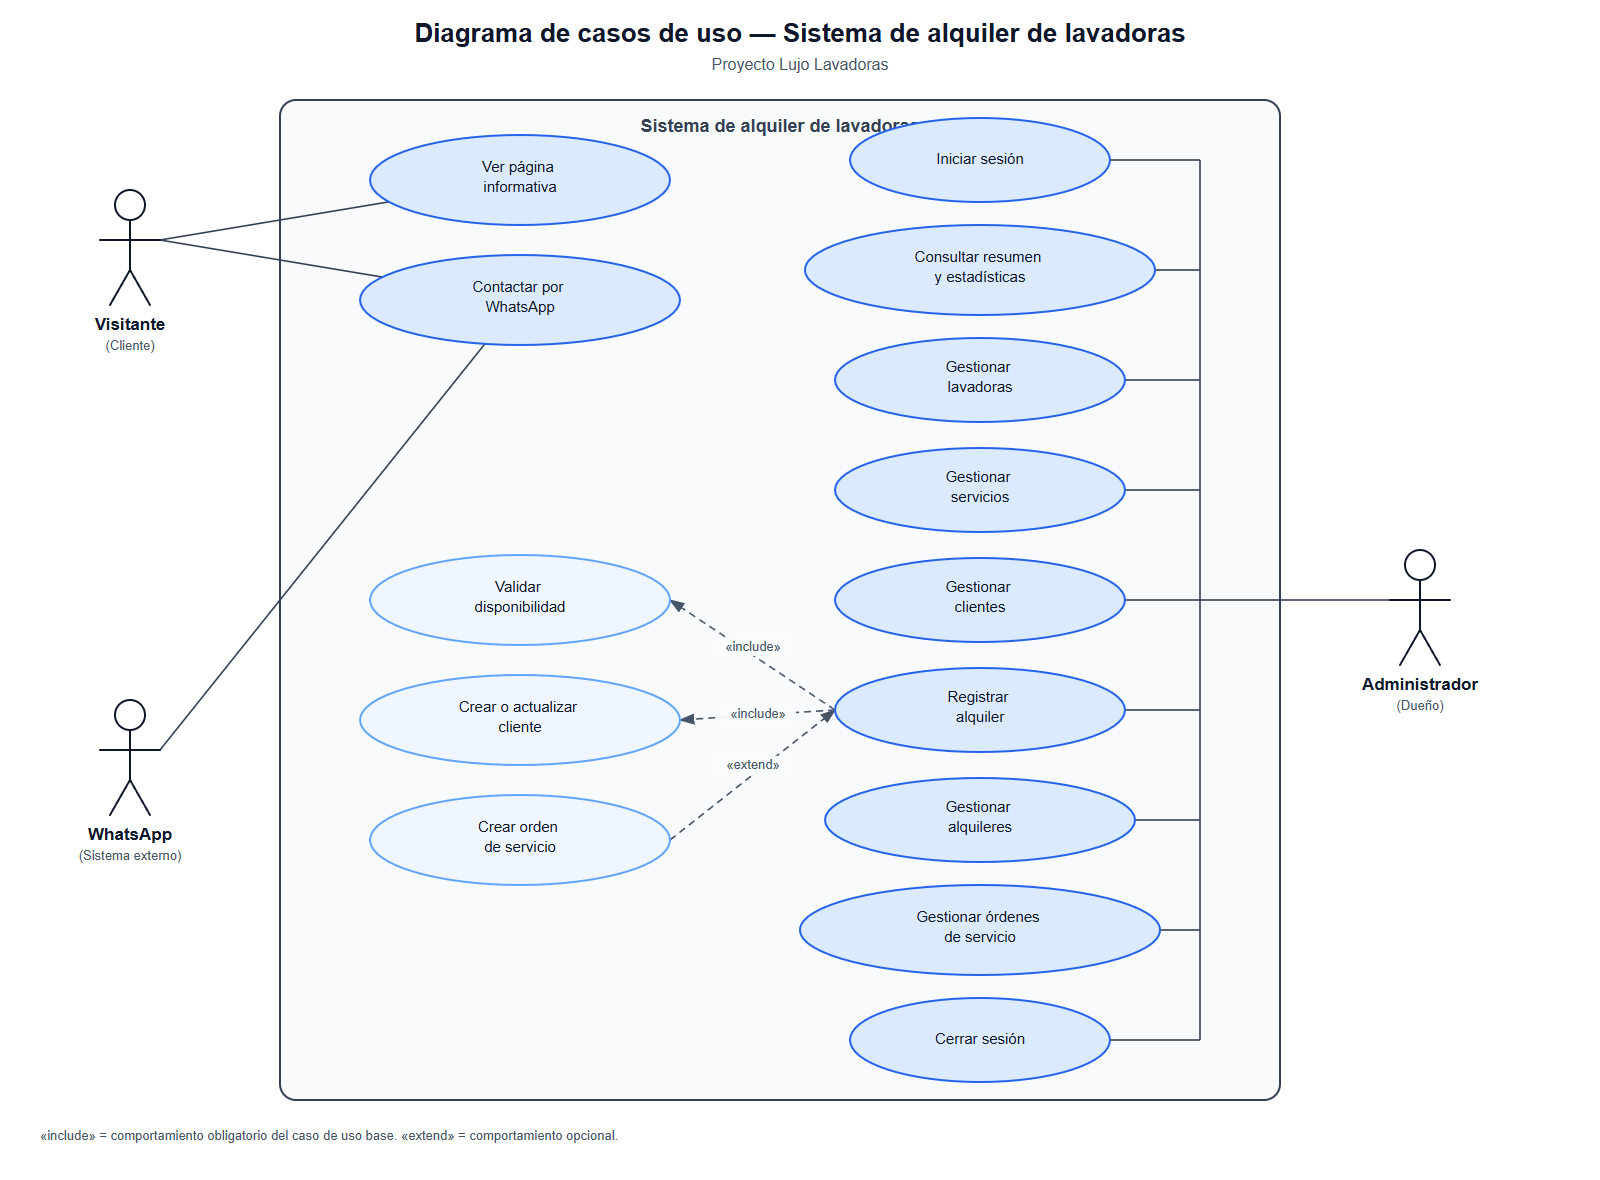 Diagrama de casos de uso — Sistema de alquiler de lavadoras
Proyecto Lujo Lavadoras
Sistema de alquiler de lavadoras
Ver página
informativa
Contactar por
WhatsApp
Visitante
(Cliente)
WhatsApp
(Sistema externo)
Validar
disponibilidad
Crear o actualizar
cliente
Crear orden
de servicio
«include»
«include»
«extend»
Iniciar sesión
Consultar resumen
y estadísticas
Gestionar
lavadoras
Gestionar
servicios
Gestionar
clientes
Registrar
alquiler
Gestionar
alquileres
Gestionar órdenes
de servicio
Cerrar sesión
Administrador
(Dueño)
«include» = comportamiento obligatorio del caso de uso base. «extend» = comportamiento opcional.